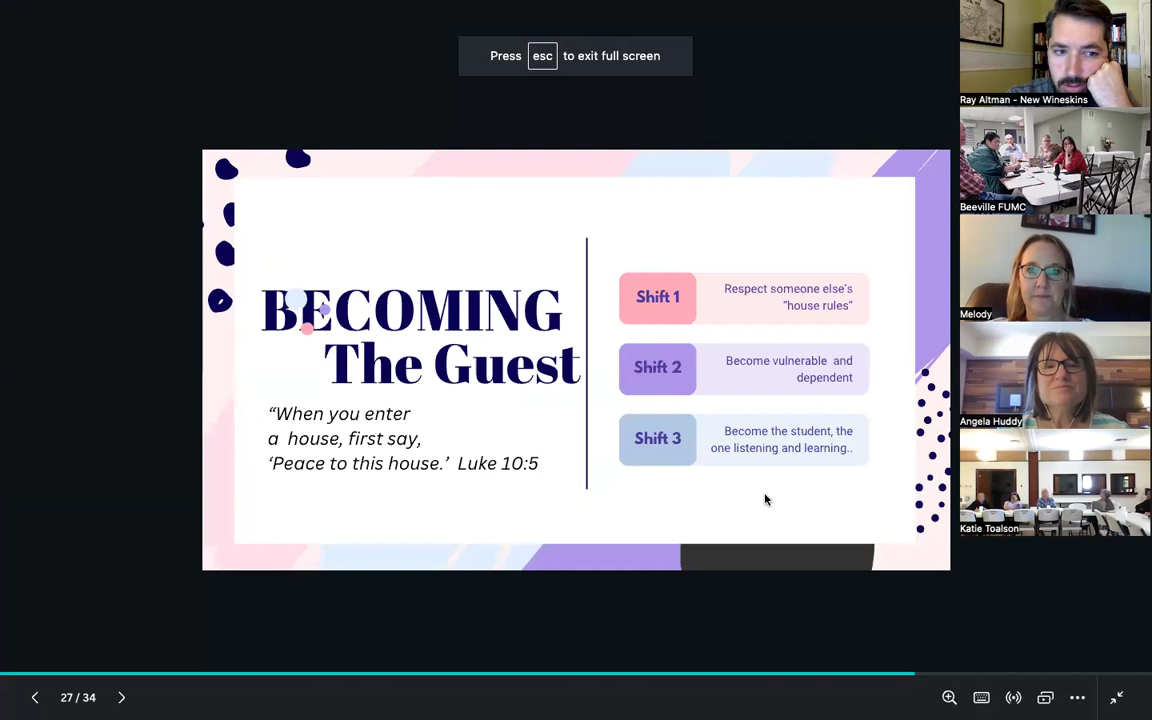 Press esc to exit full screen
BECOMING
The Guest
“When you enter
a house, first say,
‘Peace to this house.’ Luke 10:5
Shift 1
Respect someone else's
"house rules"
Shift 2
Become vulnerable and
dependent
Shift 3
Become the student, the
one listening and learning..
Ray Altman - New Wineskins
Beeville FUMC
Melody
Angela Huddy
Katie Toalson
27 / 34